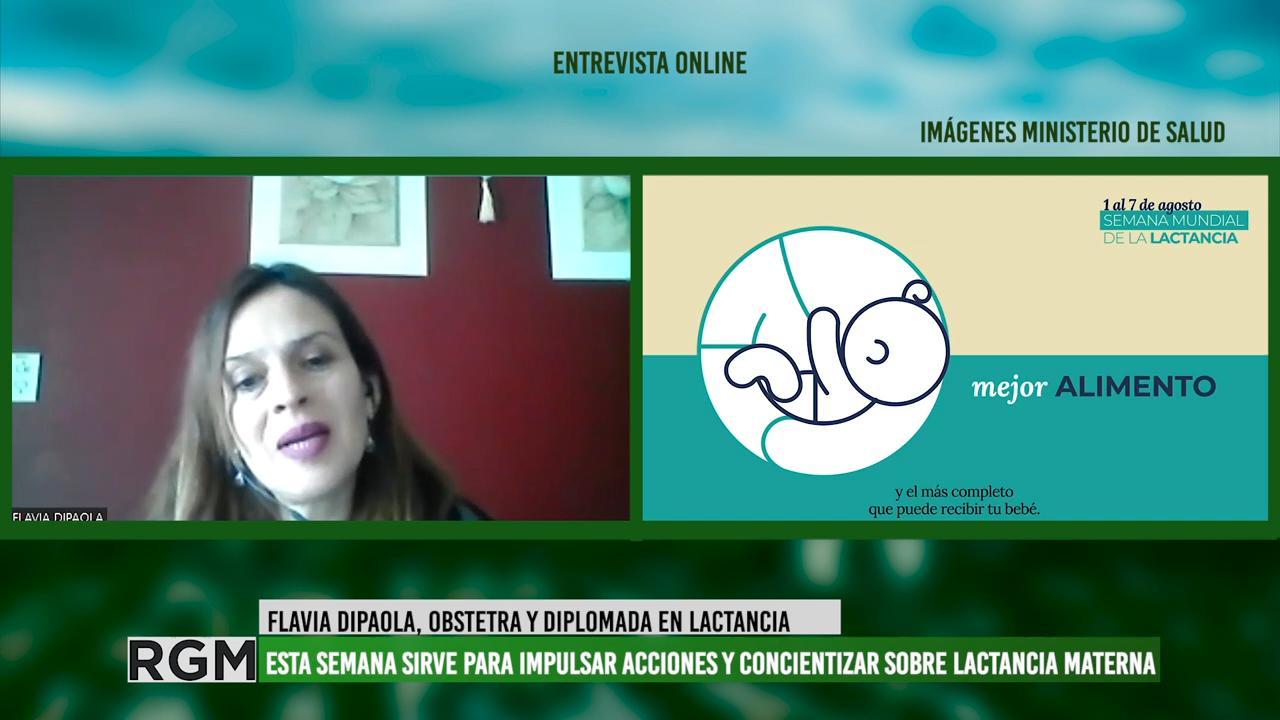 ENTREVISTA ONLINE
IMÁGENES MINISTERIO DE SALUD
1 al 7 de agosto
SEMANA MUNDIAL
DE LA LACTANCIA
mejor ALIMENTO
y el más completo
que puede recibir tu bebé.
FLAVIA DIPAOLA
FLAVIA DIPAOLA, OBSTETRA Y DIPLOMADA EN LACTANCIA
RGM
ESTA SEMANA SIRVE PARA IMPULSAR ACCIONES Y CONCIENTIZAR SOBRE LACTANCIA MATERNA